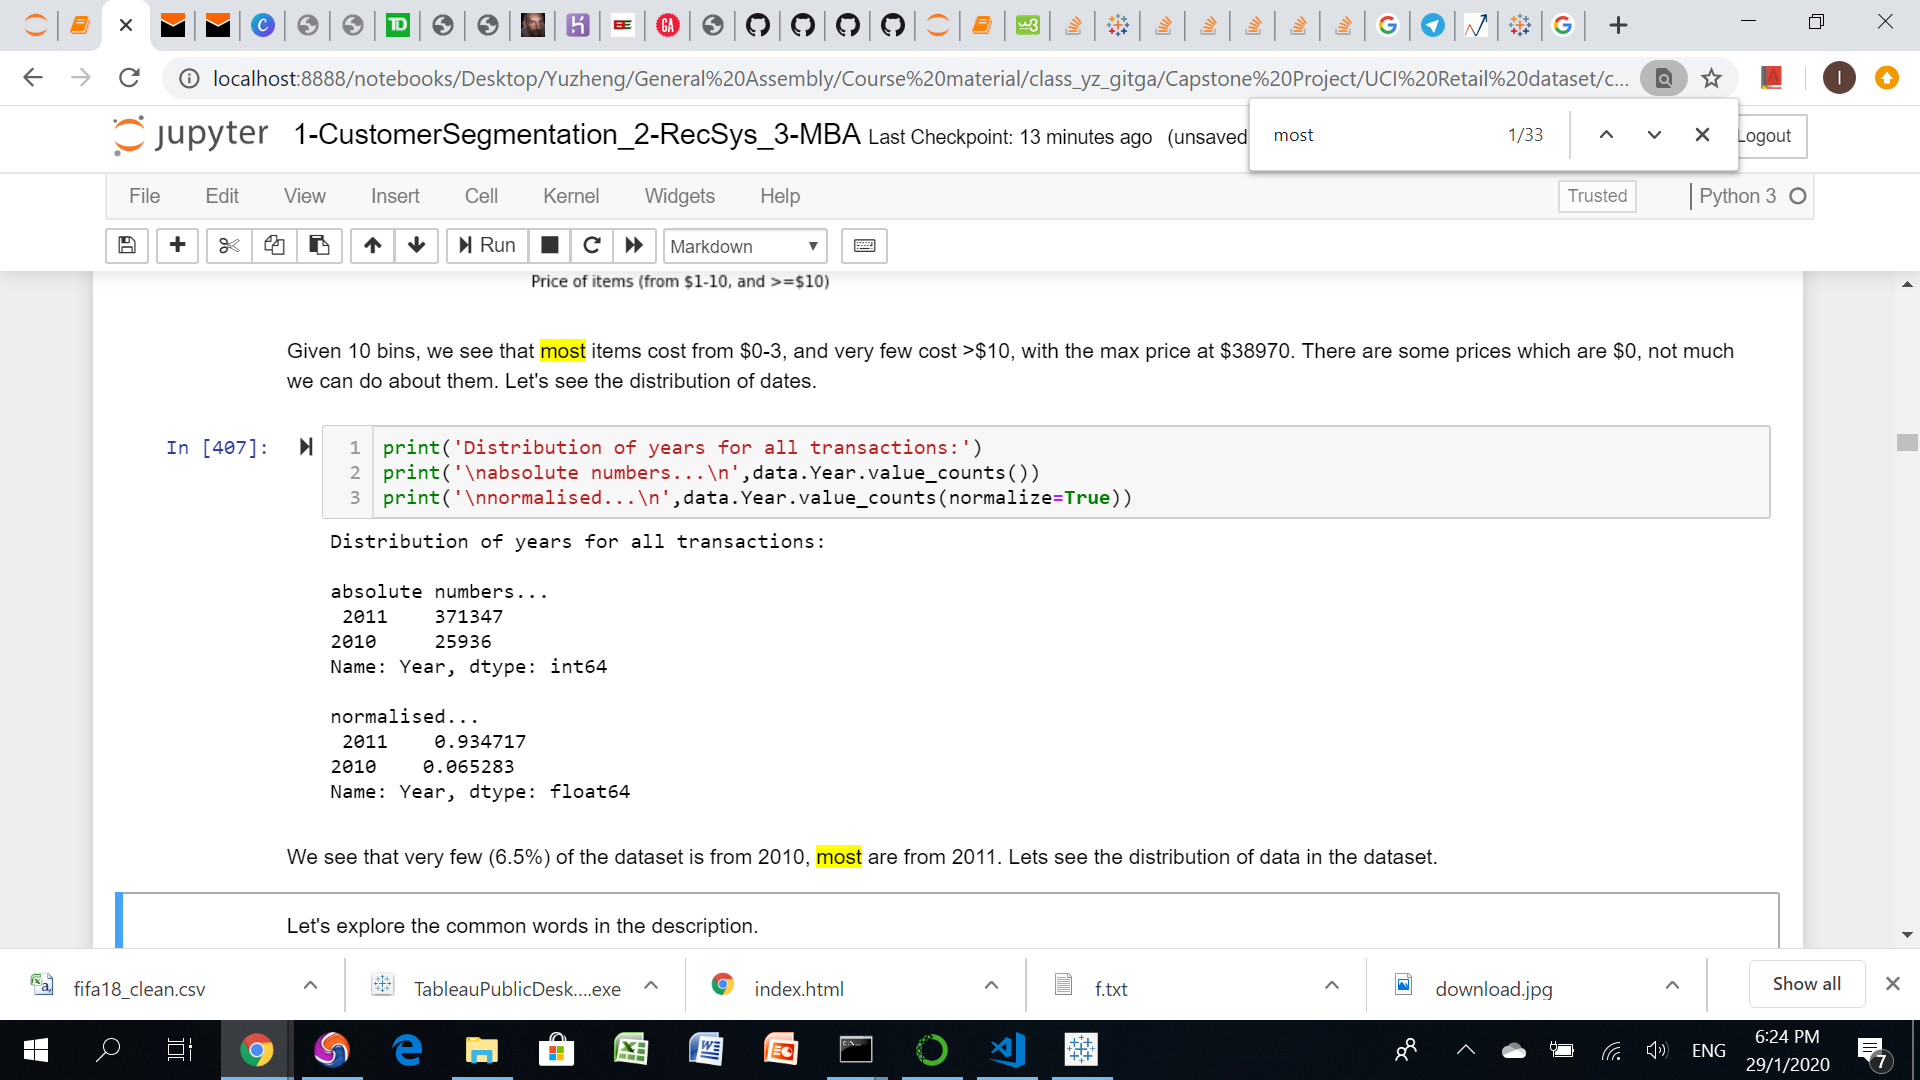 localhost:8888/notebooks/Desktop/Yuzheng/General%20Assembly/Course%20material/class_yz_gitga/Capstone%20Project/UCI%20Retail%20dataset/c...
jupyter 1-CustomerSegmentation_2-RecSys_3-MBA Last Checkpoint: 13 minutes ago (unsaved
most 1/33
Logout
File Edit View Insert Cell Kernel Widgets Help Trusted Python 3
Run Markdown
Price of items (from $1-10, and >=$10)
Given 10 bins, we see that most items cost from $0-3, and very few cost >$10, with the max price at $38970. There are some prices which are $0, not much
we can do about them. Let's see the distribution of dates.
In [407]:
1 print('Distribution of years for all transactions:')
2 print('\nabsolute numbers...\n',data.Year.value_counts())
3 print('\nnormalised...\n',data.Year.value_counts(normalize=True))
Distribution of years for all transactions:
absolute numbers...
2011 371347
2010 25936
Name: Year, dtype: int64
normalised...
2011 0.934717
2010 0.065283
Name: Year, dtype: float64
We see that very few (6.5%) of the dataset is from 2010, most are from 2011. Lets see the distribution of data in the dataset.
Let's explore the common words in the description.
fifa18_clean.csv TableauPublicDesk....exe index.html f.txt download.jpg Show all
ENG
6:24 PM
29/1/2020
7